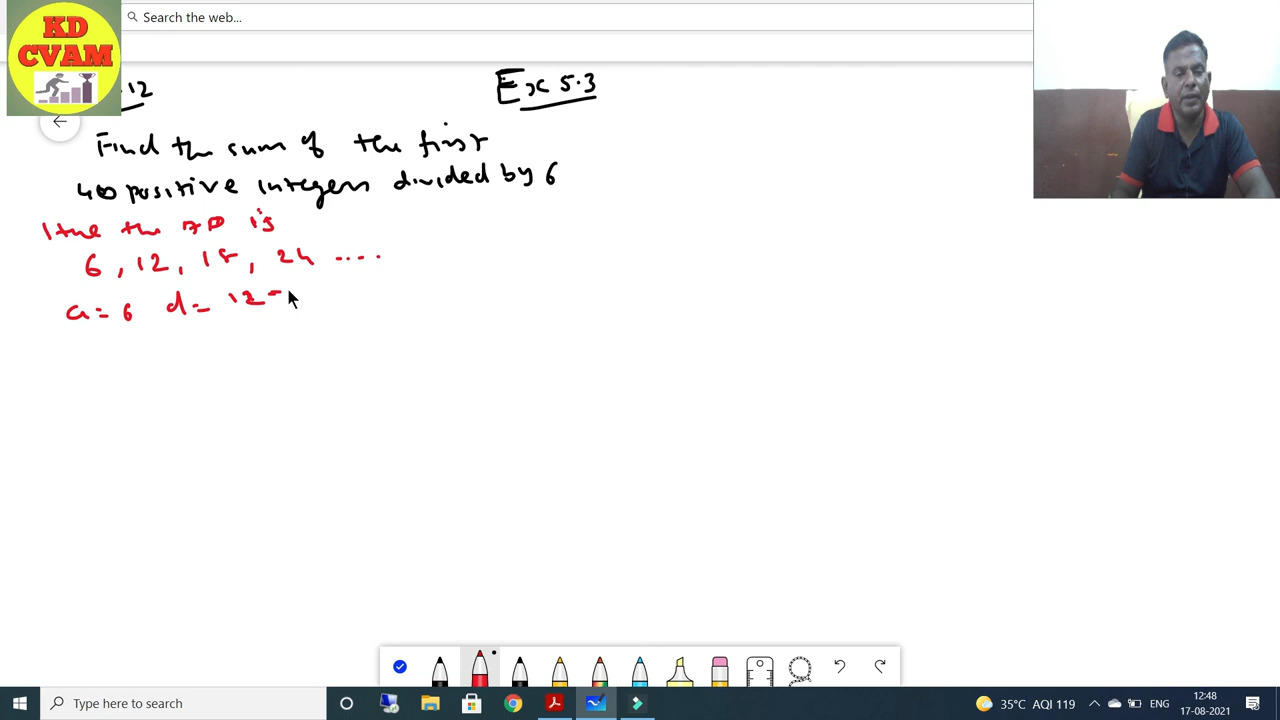 KD
CVAM
Search the web...
.12
Ex 5.3
Find the sum of the first
40 positive integers divided by 6
the AP is
6, 12, 18, 24 ....
a = 6 d = 12 -
Type here to search
35°C AQI 119
ENG
12:48
17-08-2021